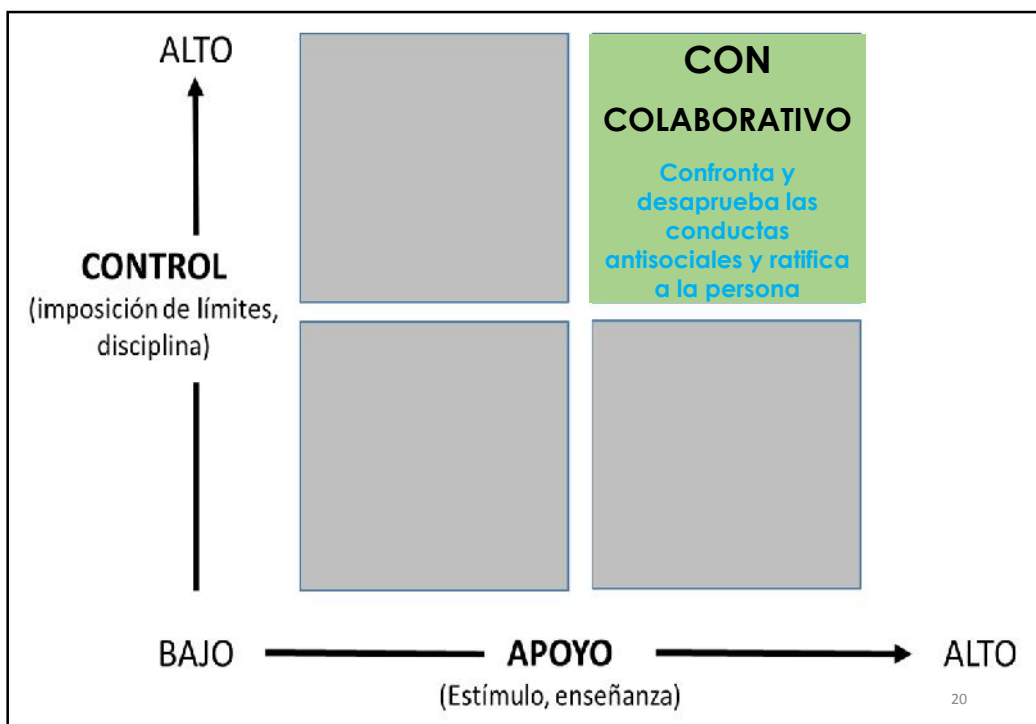 ALTO
CON
COLABORATIVO
Confronta y
desaprueba las
conductas
antisociales y ratifica
a la persona
CONTROL
(imposición de límites,
disciplina)
BAJO
APOYO
ALTO
(Estímulo, enseñanza)
20